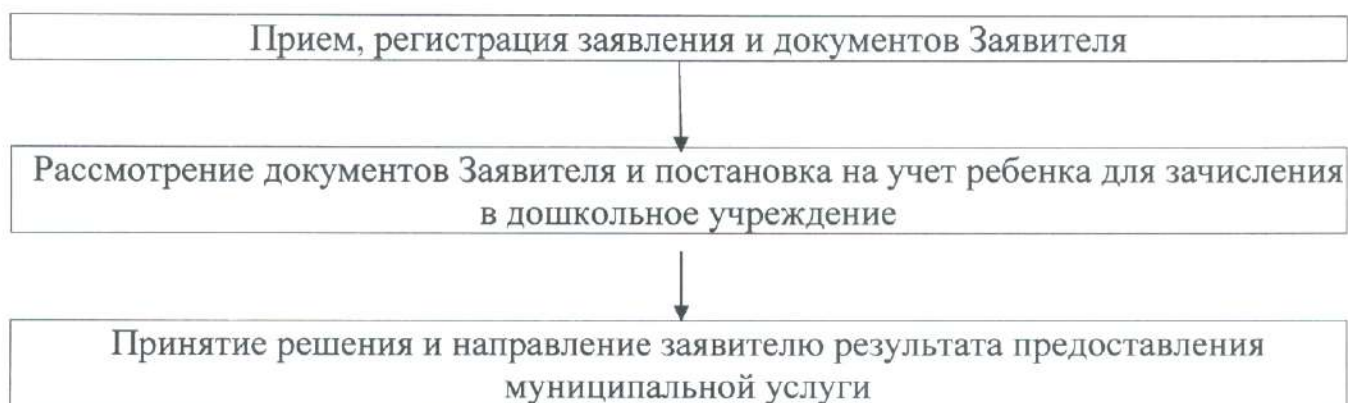 Прием, регистрация заявления и документов Заявителя
Рассмотрение документов Заявителя и постановка на учет ребенка для зачисления
в дошкольное учреждение
Принятие решения и направление заявителю результата предоставления
муниципальной услуги